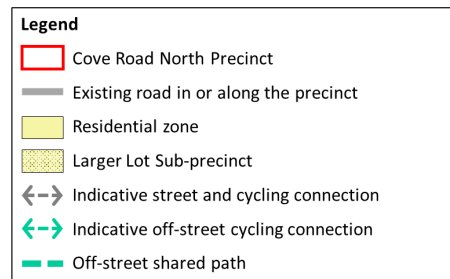 Legend
Cove Road North Precinct
Existing road in or along the precinct
Residential zone
Larger Lot Sub-precinct
Indicative street and cycling connection
Indicative off-street cycling connection
Off-street shared path